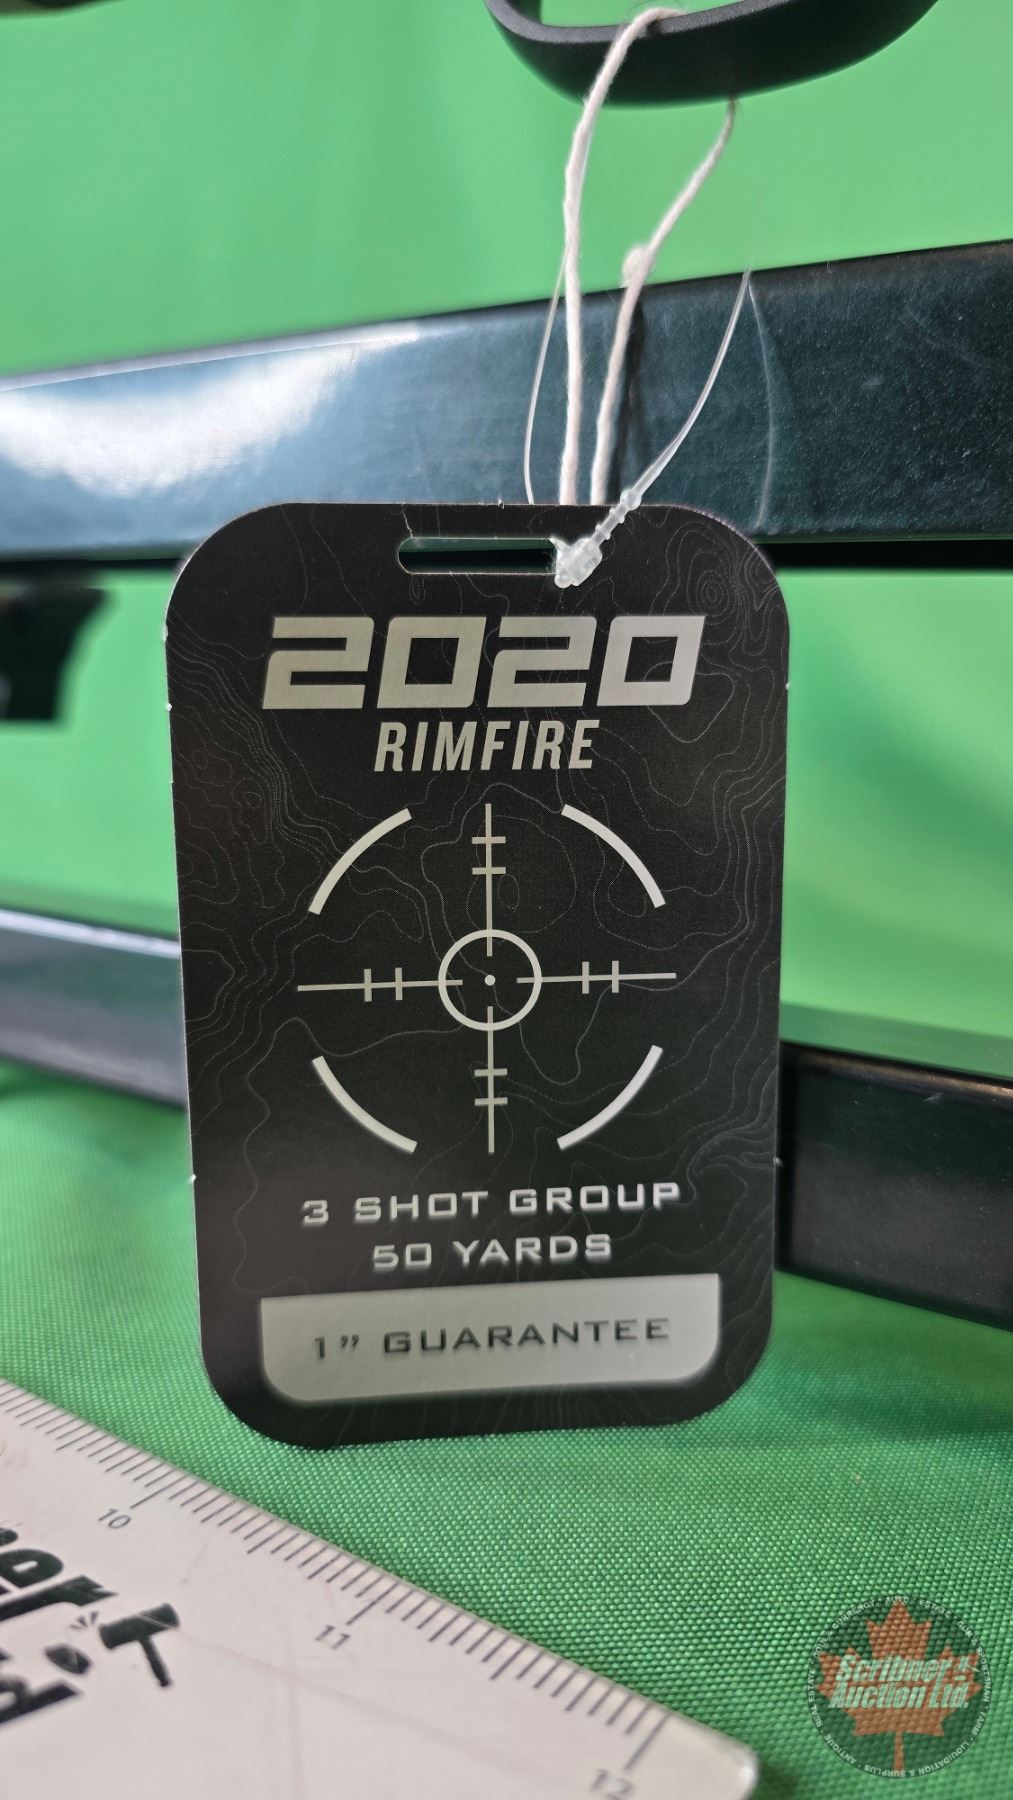 2020
RIMFIRE
3 SHOT GROUP
50 YARDS
1” GUARANTEE
10
11
12
Scribner
Auction Ltd.